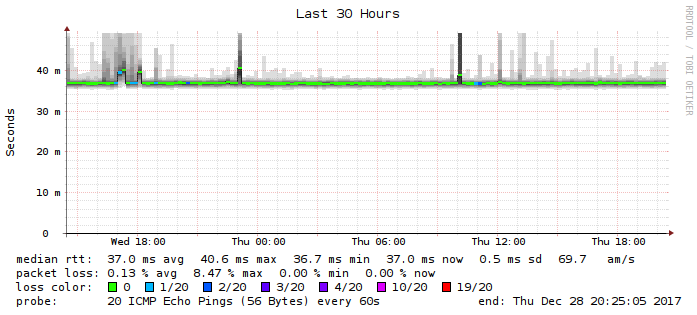 Last 30 Hours
RRDTOOL / TOBI OETIKER
Seconds
40 m
30 m
20 m
10 m
0
Wed 18:00 Thu 00:00 Thu 06:00 Thu 12:00 Thu 18:00
median rtt: 37.0 ms avg 40.6 ms max 36.7 ms min 37.0 ms now 0.5 ms sd 69.7 am/s
packet loss: 0.13 % avg 8.47 % max 0.00 % min 0.00 % now
loss color: 0 1/20 2/20 3/20 4/20 10/20 19/20
probe: 20 ICMP Echo Pings (56 Bytes) every 60s end: Thu Dec 28 20:25:05 2017